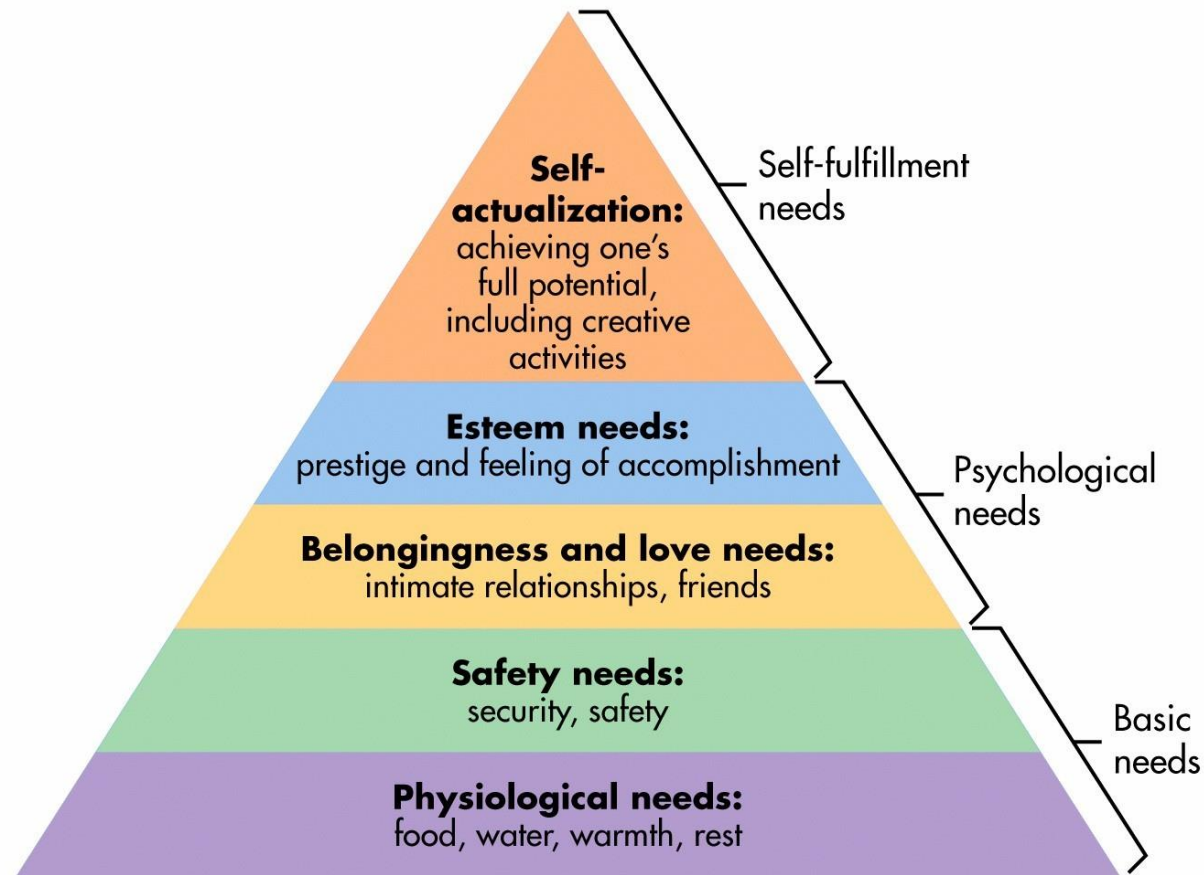 Self-
actualization:
achieving one's
full potential,
including creative
activities
Self-fulfillment
needs
Esteem needs:
prestige and feeling of accomplishment
Psychological
needs
Belongingness and love needs:
intimate relationships, friends
Safety needs:
security, safety
Basic
needs
Physiological needs:
food, water, warmth, rest